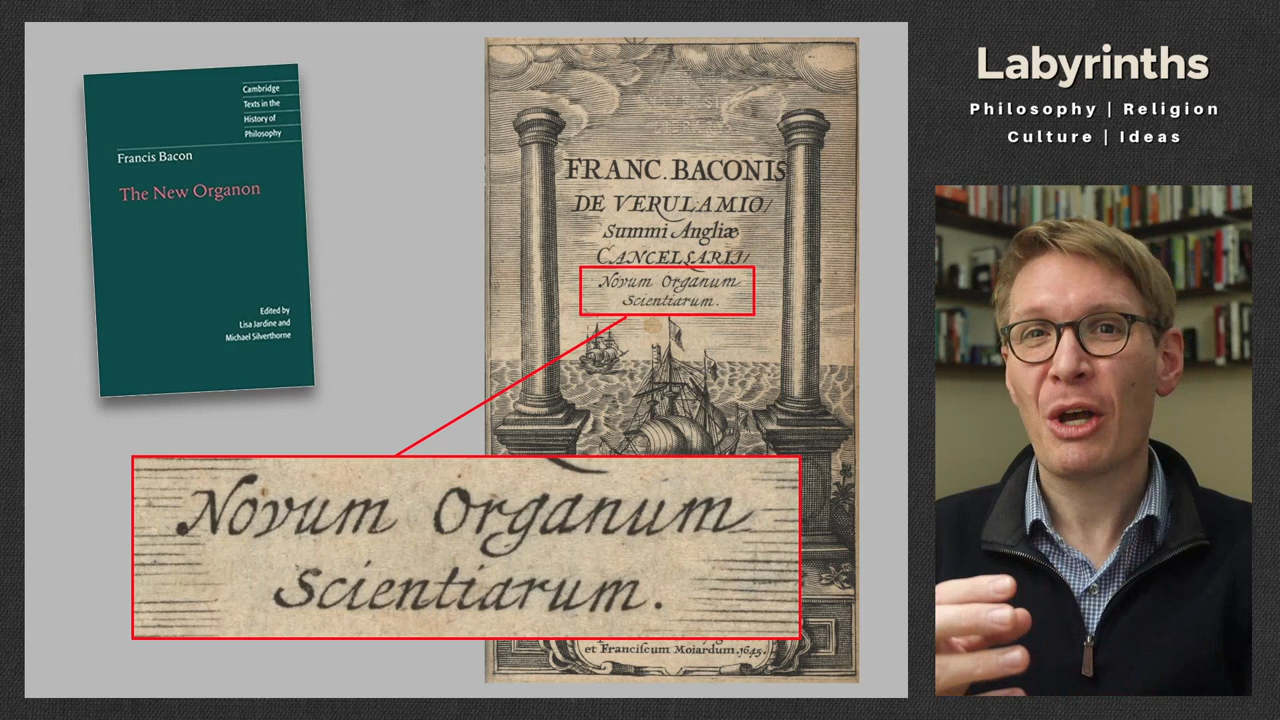 Cambridge
Texts in the
History of
Philosophy
Francis Bacon
The New Organon
Edited by
Lisa Jardine and
Michael Silverthorne
FRANC. BACONIS
DE VERULAMIO/
Summi Angliæ
CANCELLARIJ/
Novum Organum
Scientiarum.
Novum Organum
Scientiarum.
et Franciscum Moiardum. 1645.
Labyrinths
Philosophy | Religion
Culture | Ideas